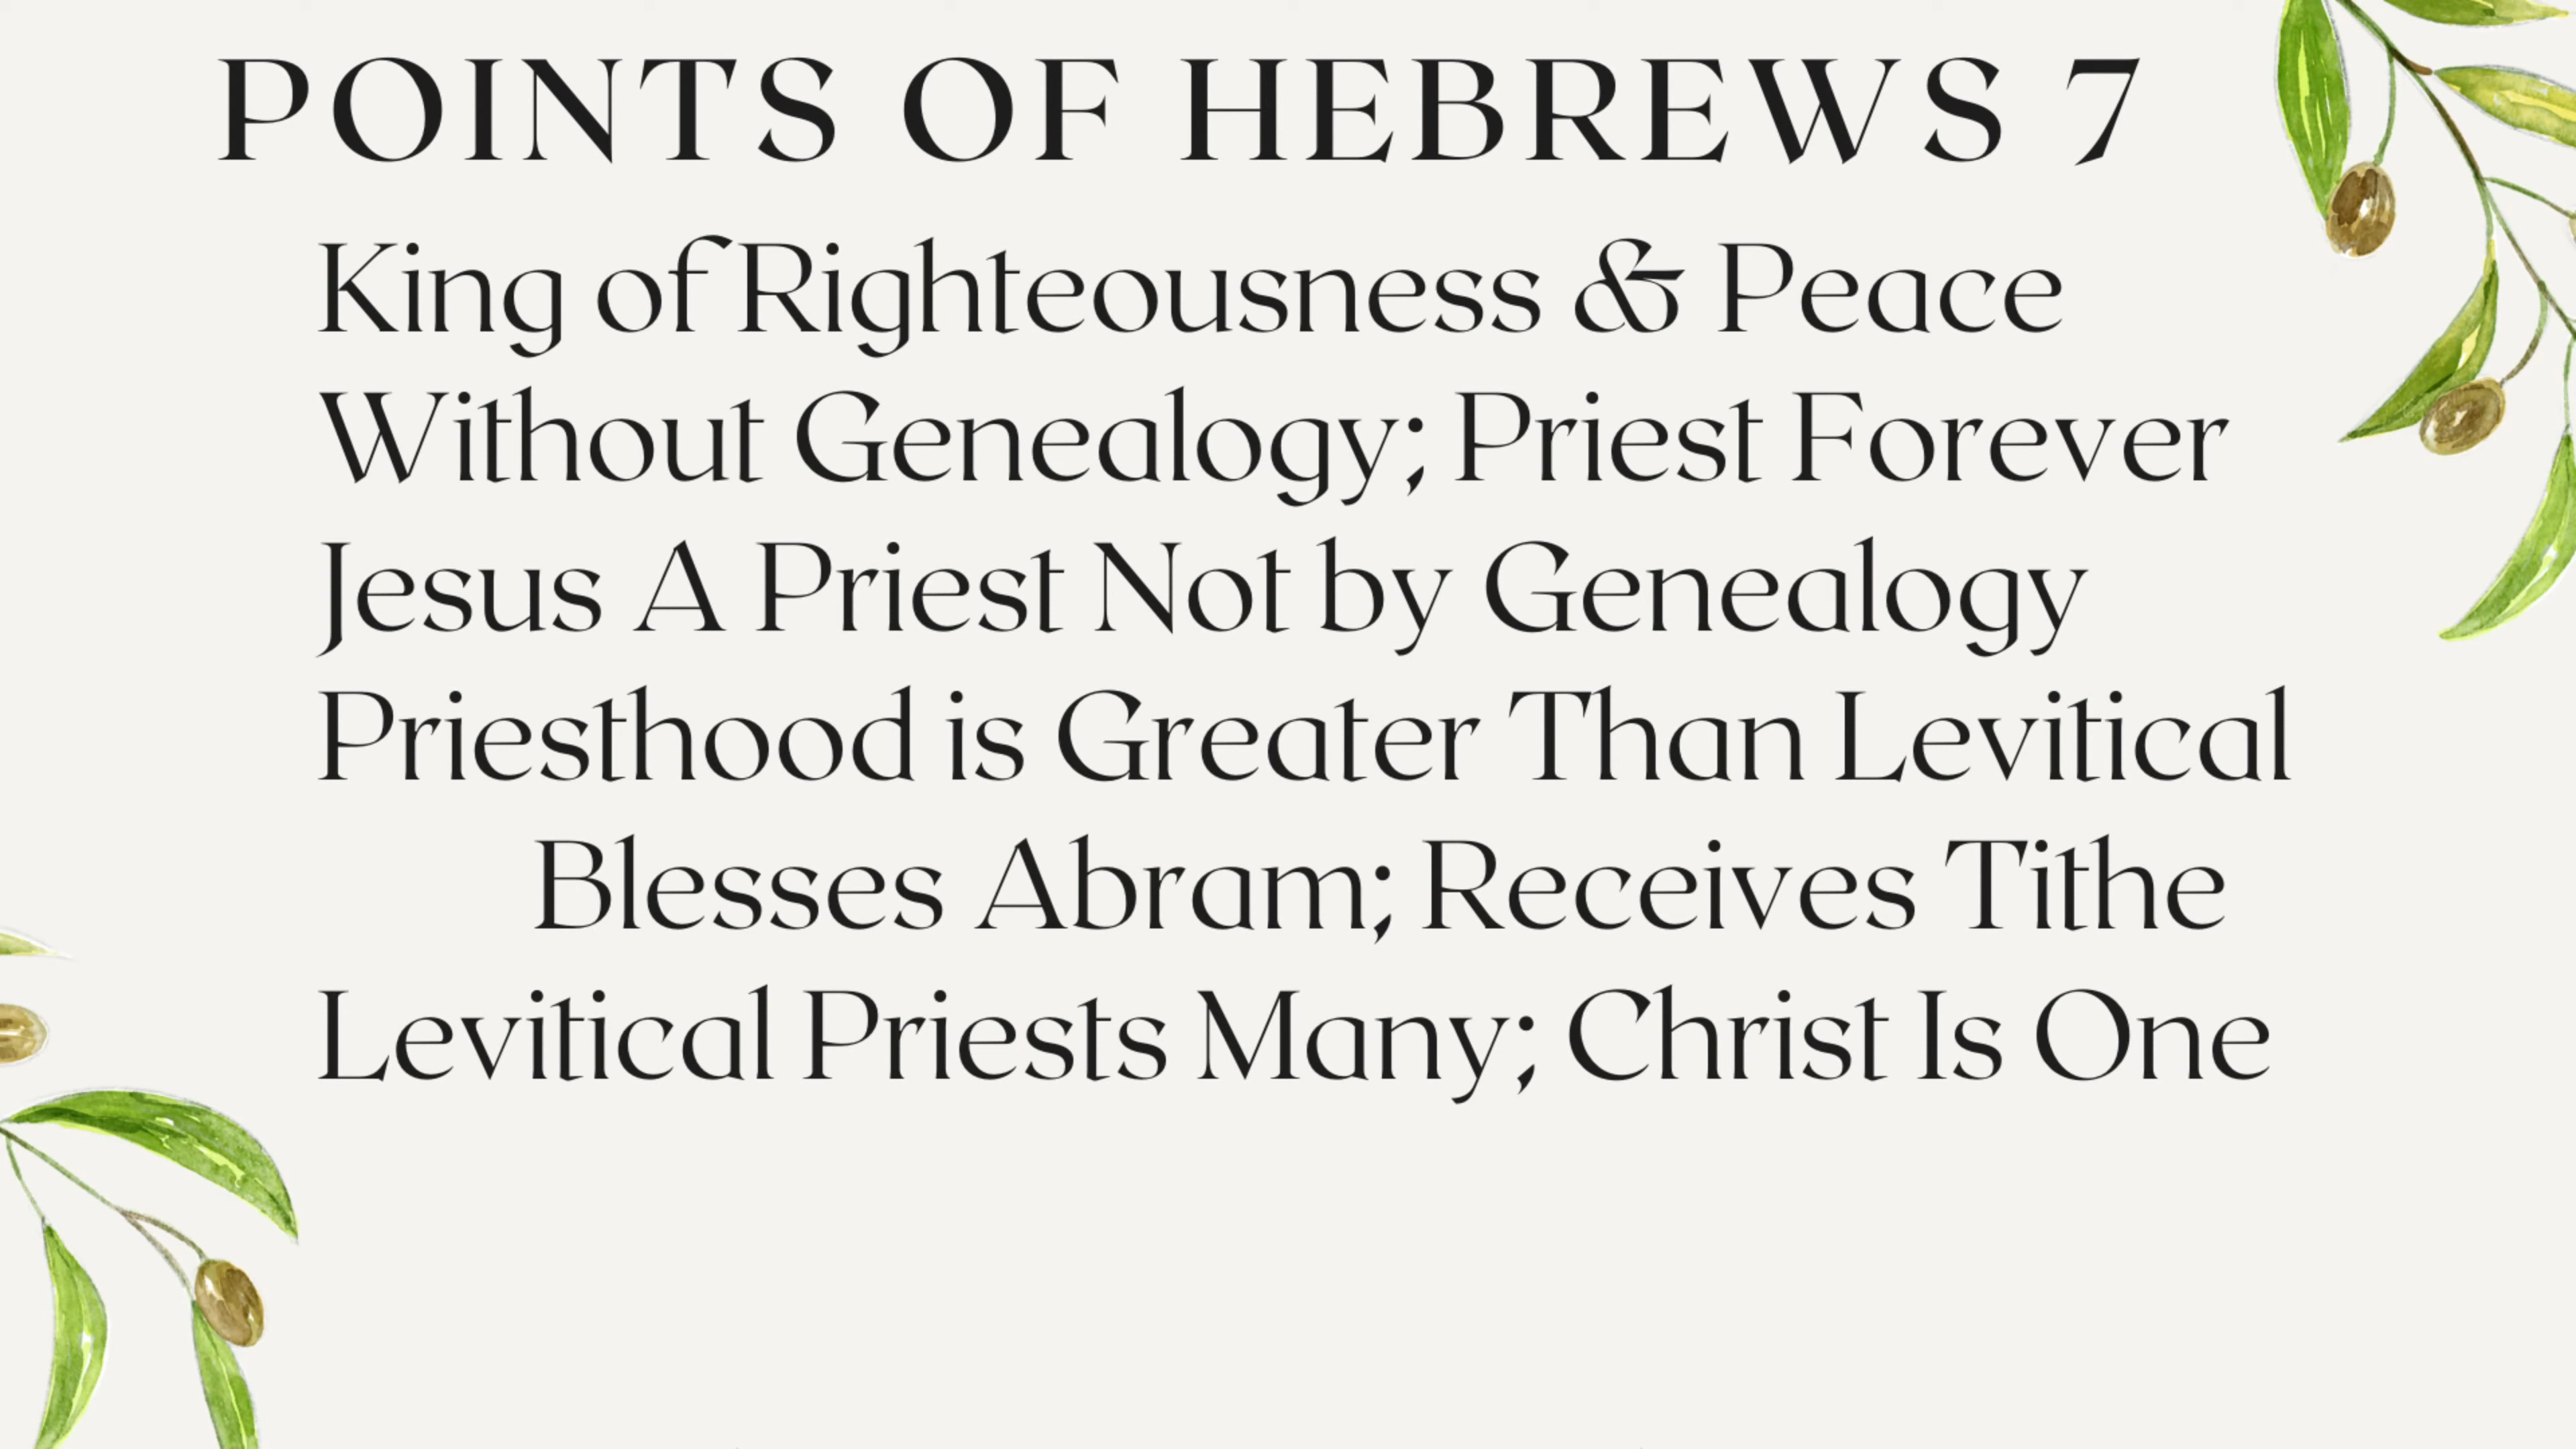 POINTS OF HEBREWS 7
King of Righteousness & Peace
Without Genealogy; Priest Forever
Jesus A Priest Not by Genealogy
Priesthood is Greater Than Levitical
Blesses Abram; Receives Tithe
Levitical Priests Many; Christ Is One